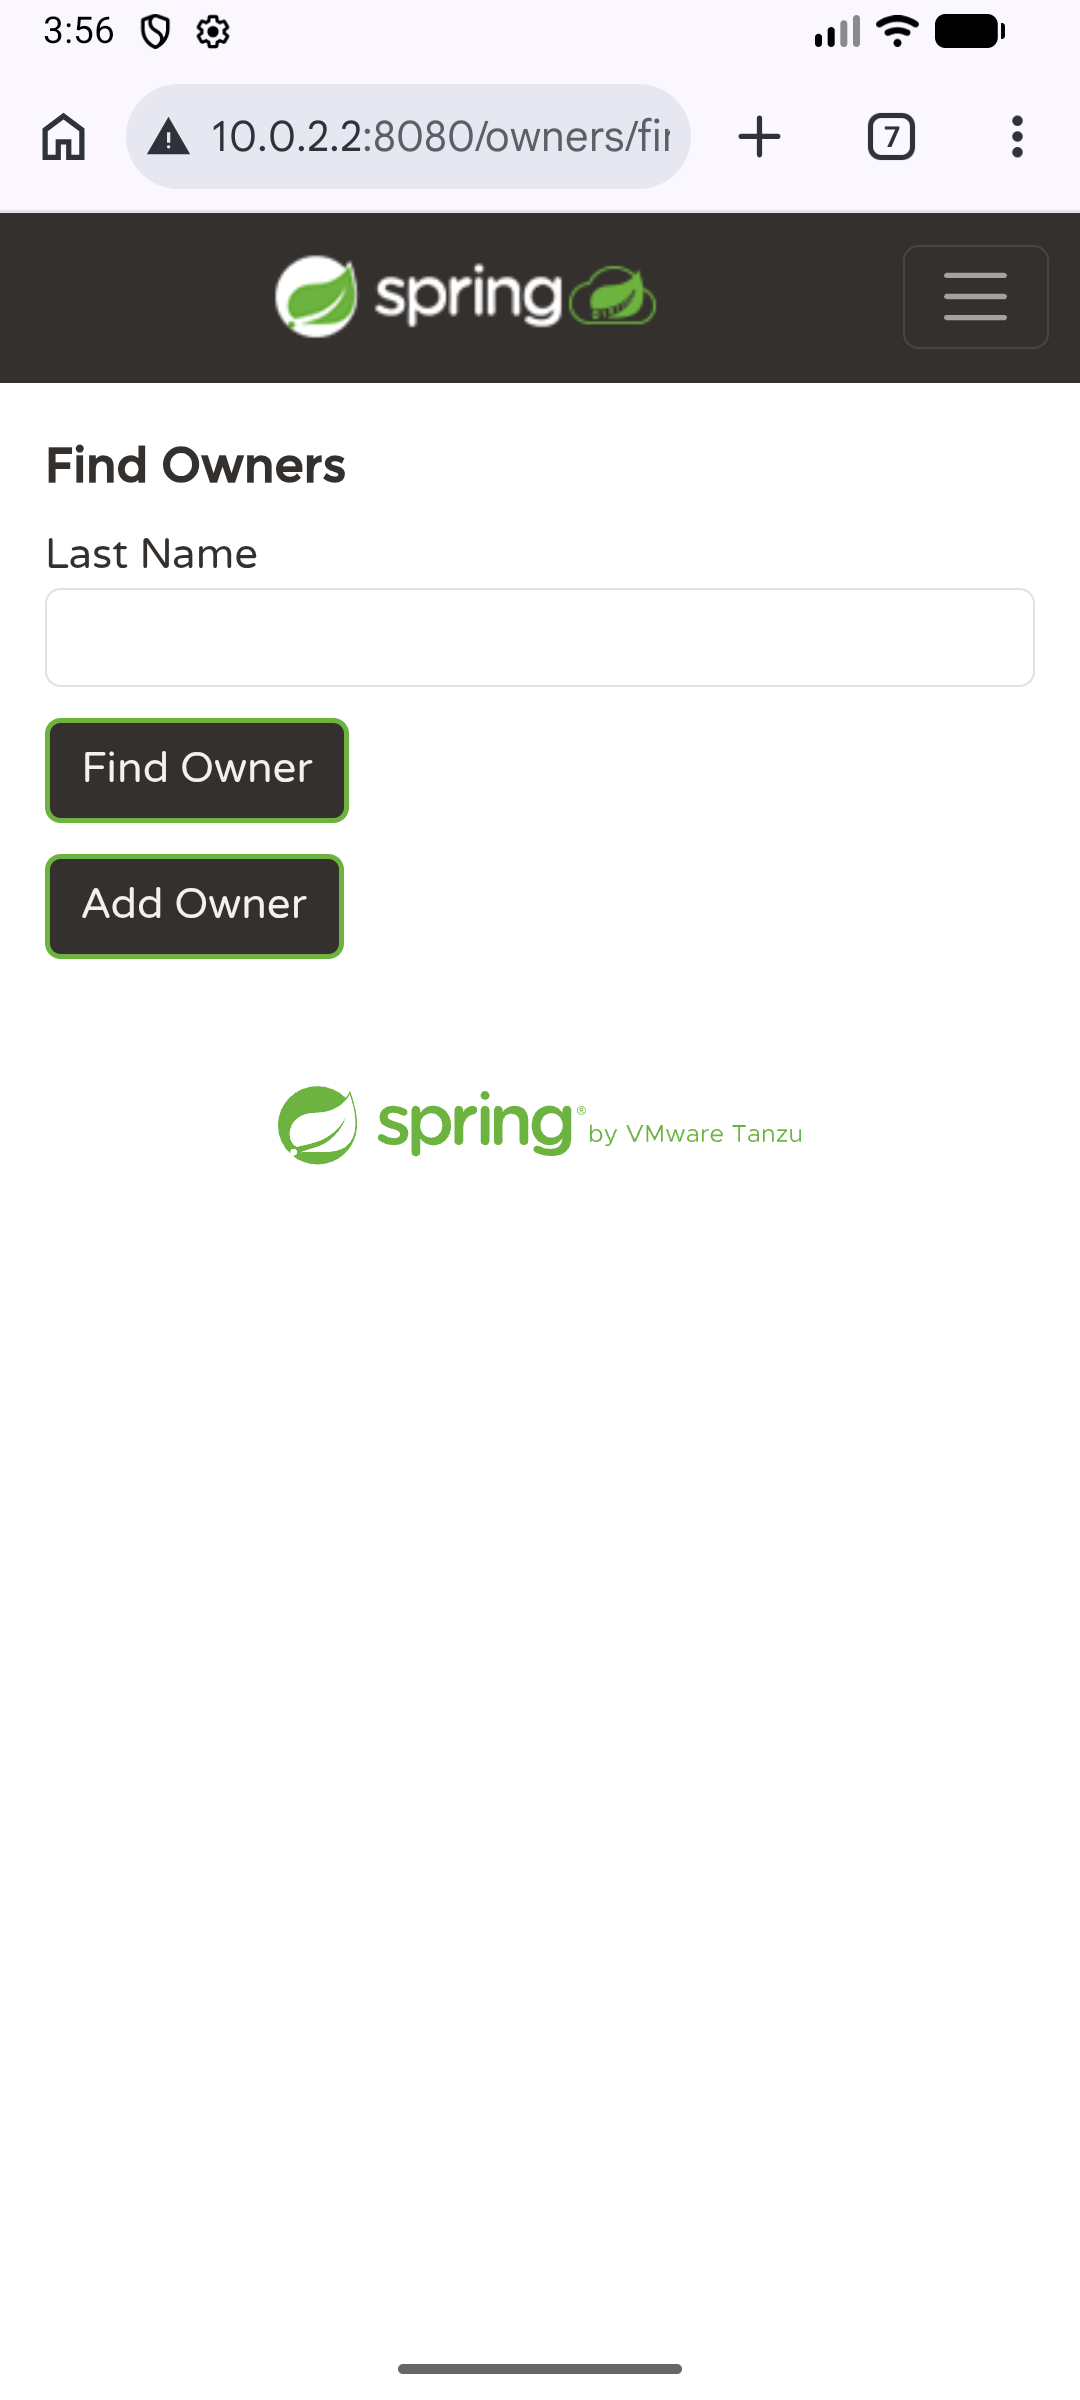 3:56
10.0.2.2:8080/owners/fin
7
spring
Find Owners
Last Name
Find Owner
Add Owner
spring® by VMware Tanzu